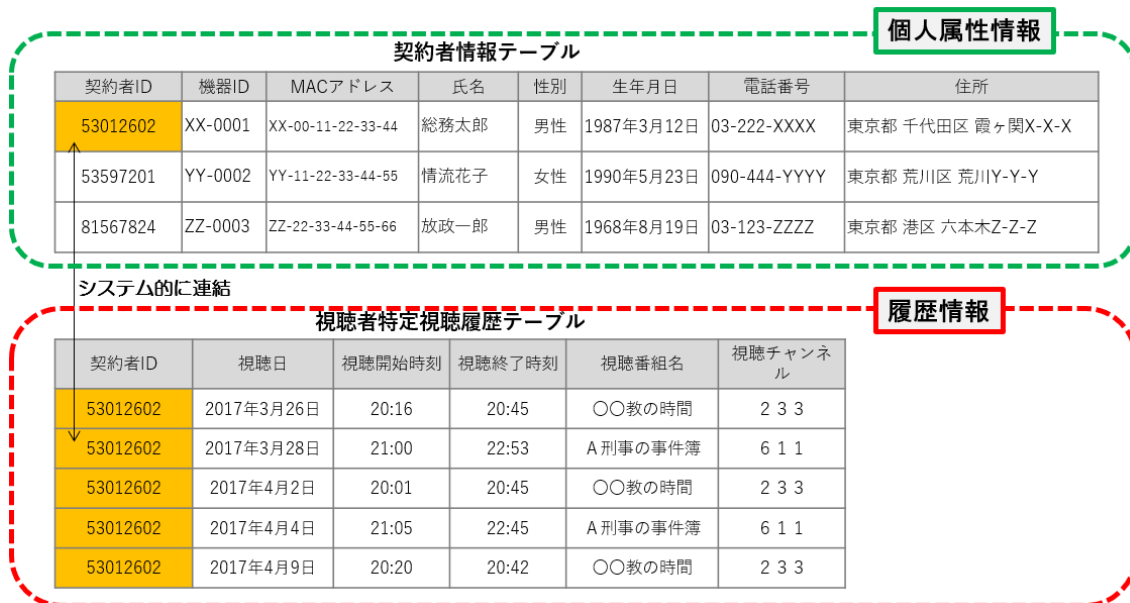 個人属性情報
契約者情報テーブル
契約者ID 機器ID MACアドレス 氏名 性別 生年月日 電話番号 住所
53012602 XX-0001 XX-00-11-22-33-44 総務太郎 男性 1987年3月12日 03-222-XXXX 東京都 千代田区 霞ヶ関X-X-X
53597201 YY-0002 YY-11-22-33-44-55 情流花子 女性 1990年5月23日 090-444-YYYY 東京都 荒川区 荒川Y-Y-Y
81567824 ZZ-0003 ZZ-22-33-44-55-66 放政一郎 男性 1968年8月19日 03-123-ZZZZ 東京都 港区 六本木Z-Z-Z
システム的に連結
履歴情報
視聴者特定視聴履歴テーブル
契約者ID 視聴日 視聴開始時刻 視聴終了時刻 視聴番組名 視聴チャンネ
ル
53012602 2017年3月26日 20:16 20:45 〇〇教の時間 ２３３
53012602 2017年3月28日 21:00 22:53 A刑事の事件簿 ６１１
53012602 2017年4月2日 20:01 20:45 〇〇教の時間 ２３３
53012602 2017年4月4日 21:05 22:45 A刑事の事件簿 ６１１
53012602 2017年4月9日 20:20 20:42 〇〇教の時間 ２３３